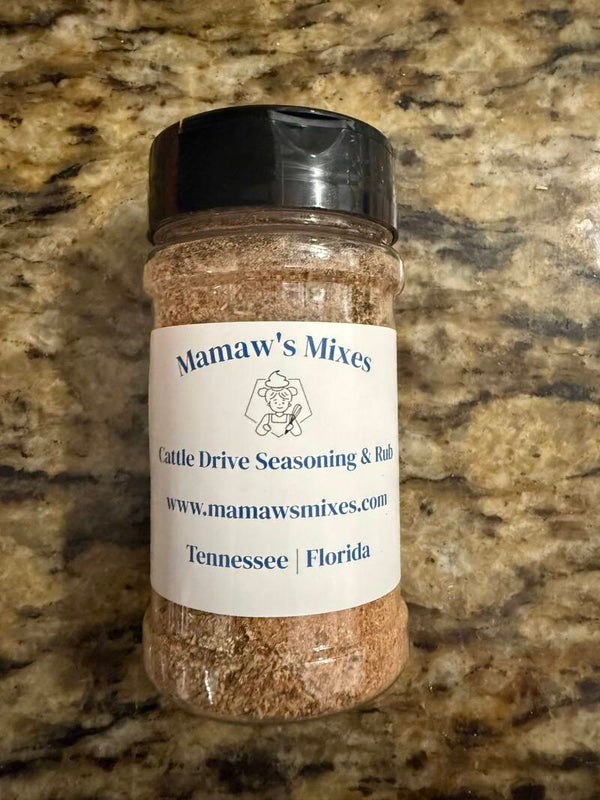 Mamaw's Mixes
Cattle Drive Seasoning & Rub
www.mamawsmixes.com
Tennessee | Florida